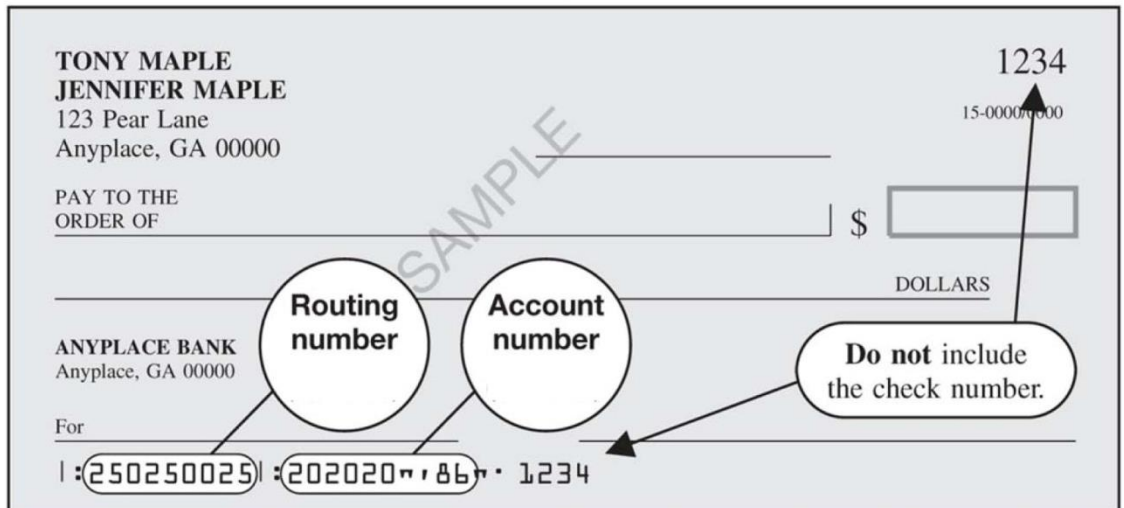 TONY MAPLE
JENNIFER MAPLE
123 Pear Lane
Anyplace, GA 00000
1234
15-0000/0000
SAMPLE
PAY TO THE
ORDER OF
$
DOLLARS
Routing
number
Account
number
ANYPLACE BANK
Anyplace, GA 00000
Do not include
the check number.
For
|:250250025|:202020"'86". 1234